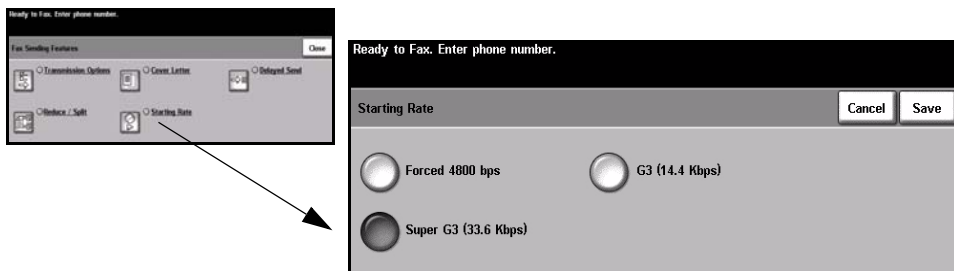 Ready to Fax. Enter phone number.
Fax Sending Features
Close
Transmission Options
Cover Letter
Delayed Send
Reduce / Split
Starting Rate
Ready to Fax. Enter phone number.
Starting Rate
Cancel
Save
Forced 4800 bps
G3 (14.4 Kbps)
Super G3 (33.6 Kbps)